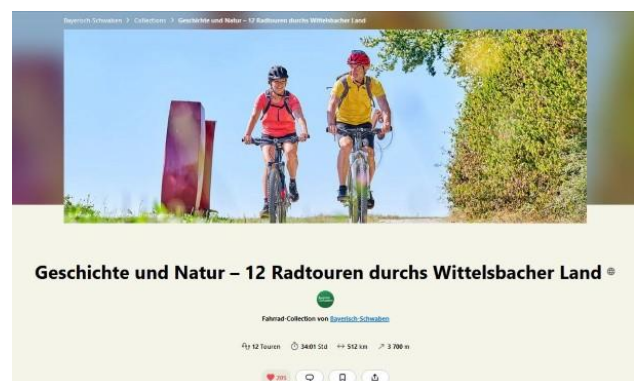 Bayerisch-Schwaben > Collections > Geschichte und Natur – 12 Radtouren durchs Wittelsbacher Land
Geschichte und Natur – 12 Radtouren durchs Wittelsbacher Land
Fahrrad-Collection von Bayerisch-Schwaben
12 Touren 34:01 Std 512 km 3 700 m